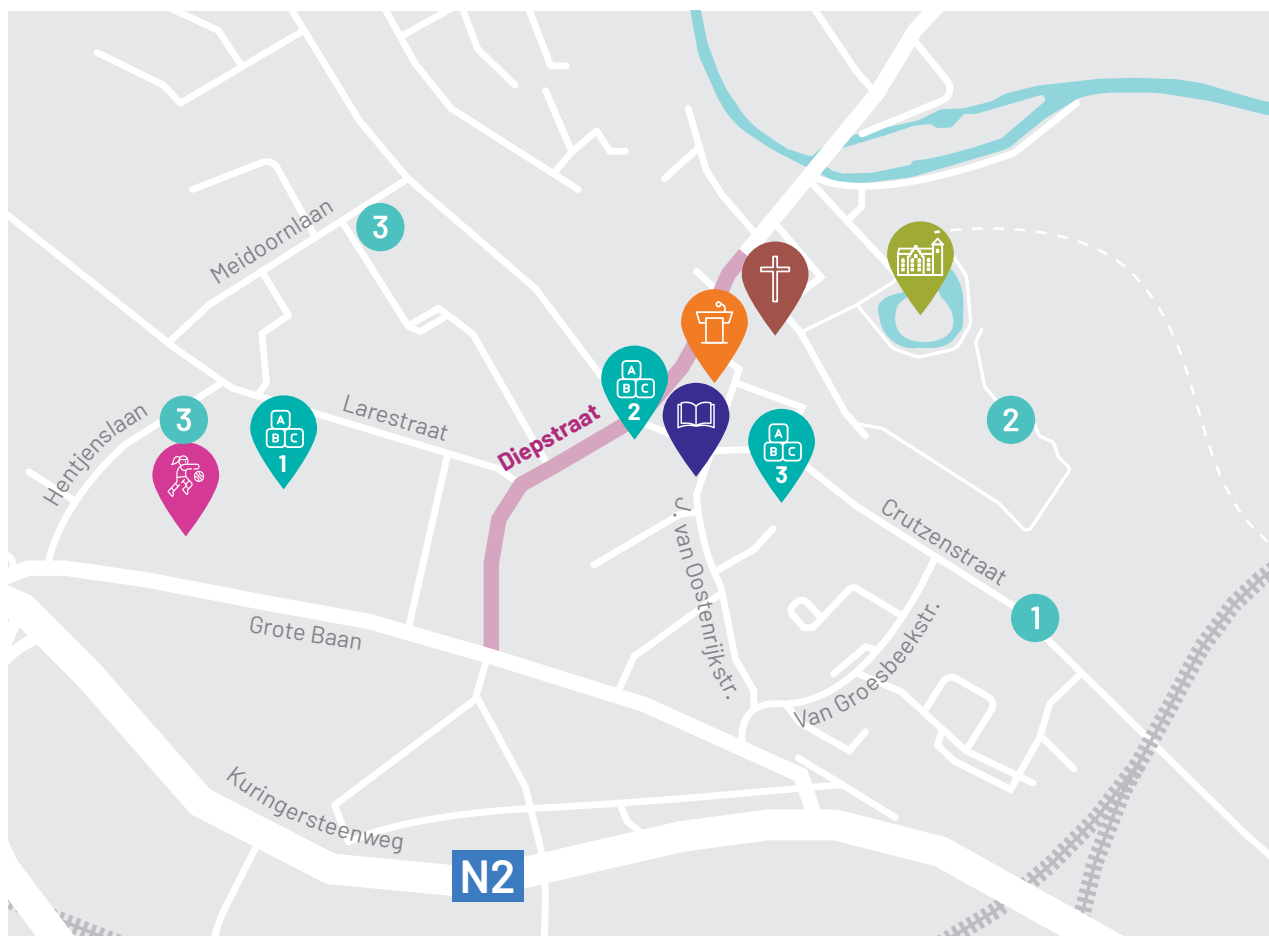 Meidoornlaan
3
A
B C
2
Hentjenslaan
3
A
B C
1
Larestraat
Diepstraat
A
B C
3
2
J. van Oostenrijkstr.
Crutzenstraat
1
Grote Baan
Van Groesbeekstr.
Kuringersteenweg
N2